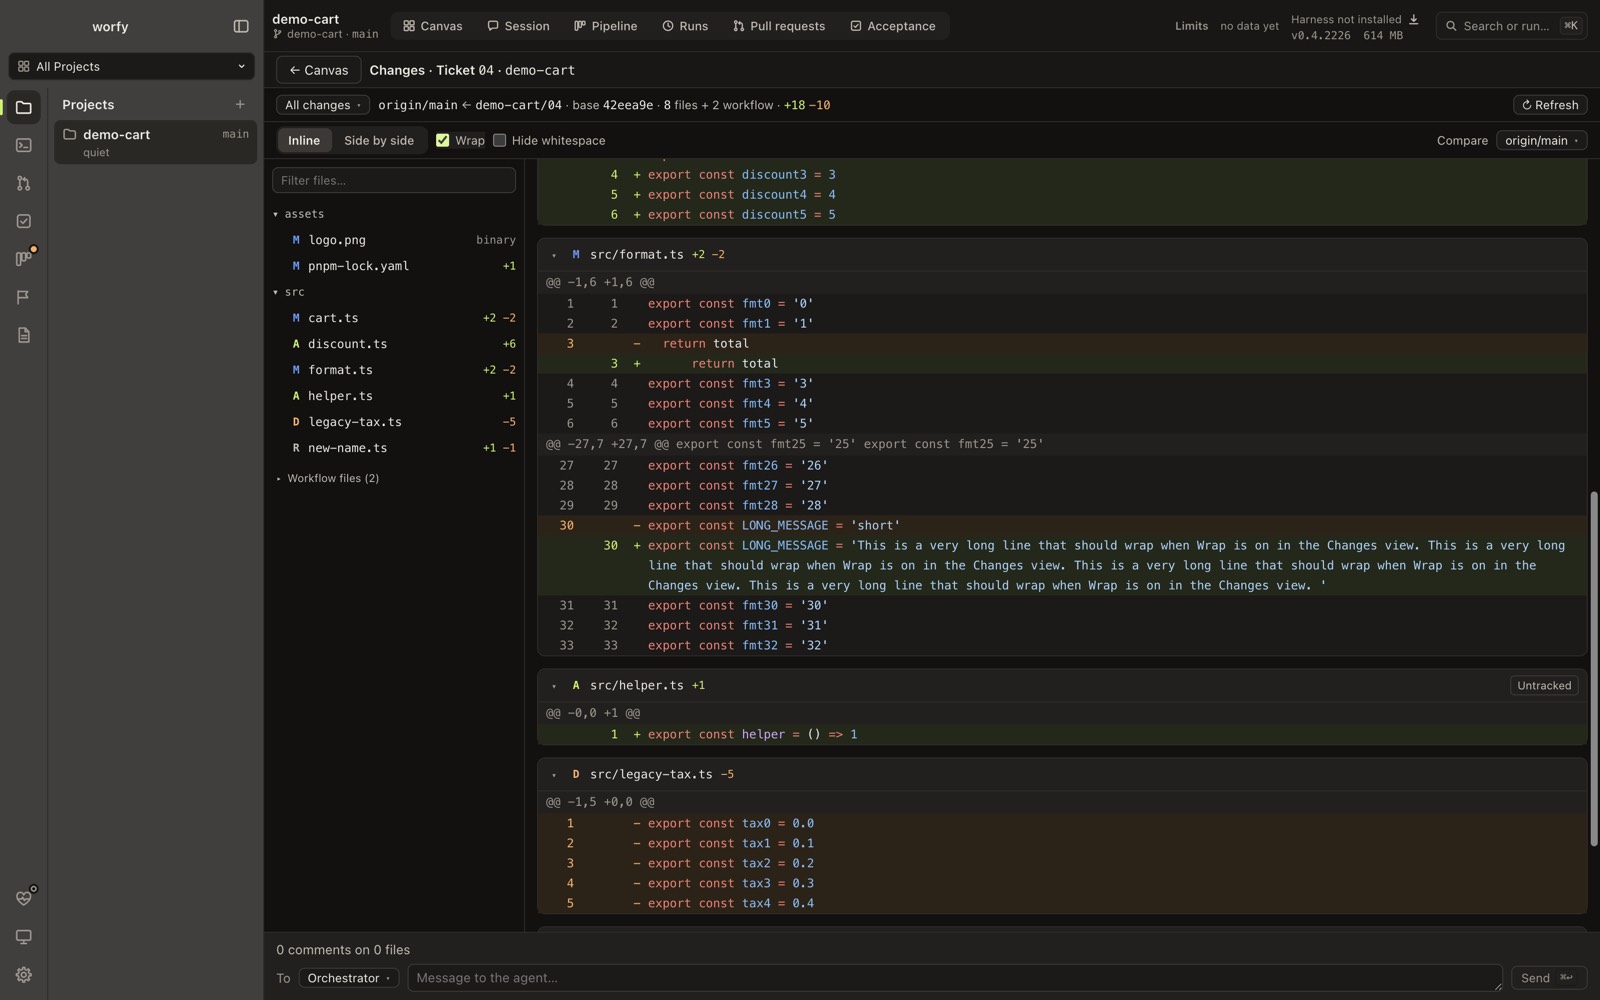 worfy
All Projects
Projects +
demo-cart main
quiet
demo-cart
demo-cart · main
Canvas Session Pipeline Runs Pull requests Acceptance
Limits no data yet
Harness not installed
v0.4.2226 614 MB
Search or run... ⌘K
← Canvas Changes · Ticket 04 · demo-cart
All changes origin/main ← demo-cart/04 · base 42eea9e · 8 files + 2 workflow · +18 −10 Refresh
Inline Side by side Wrap Hide whitespace Compare origin/main
Filter files...
assets
M logo.png binary
M pnpm-lock.yaml +1
src
M cart.ts +2 −2
A discount.ts +6
M format.ts +2 −2
A helper.ts +1
D legacy-tax.ts −5
R new-name.ts +1 −1
Workflow files (2)
4 + export const discount3 = 3
5 + export const discount4 = 4
6 + export const discount5 = 5
M src/format.ts +2 −2
@@ −1,6 +1,6 @@
1 1 export const fmt0 = '0'
2 2 export const fmt1 = '1'
3 − return total
3 + return total
4 4 export const fmt3 = '3'
5 5 export const fmt4 = '4'
6 6 export const fmt5 = '5'
@@ −27,7 +27,7 @@ export const fmt25 = '25' export const fmt25 = '25'
27 27 export const fmt26 = '26'
28 28 export const fmt27 = '27'
29 29 export const fmt28 = '28'
30 − export const LONG_MESSAGE = 'short'
30 + export const LONG_MESSAGE = 'This is a very long line that should wrap when Wrap is on in the Changes view. This is a very long
line that should wrap when Wrap is on in the Changes view. This is a very long line that should wrap when Wrap is on in the
Changes view. This is a very long line that should wrap when Wrap is on in the Changes view. '
31 31 export const fmt30 = '30'
32 32 export const fmt31 = '31'
33 33 export const fmt32 = '32'
A src/helper.ts +1 Untracked
@@ −0,0 +1 @@
1 + export const helper = () => 1
D src/legacy-tax.ts −5
@@ −1,5 +0,0 @@
1 − export const tax0 = 0.0
2 − export const tax1 = 0.1
3 − export const tax2 = 0.2
4 − export const tax3 = 0.3
5 − export const tax4 = 0.4
0 comments on 0 files
To Orchestrator Message to the agent... Send ⌘↩